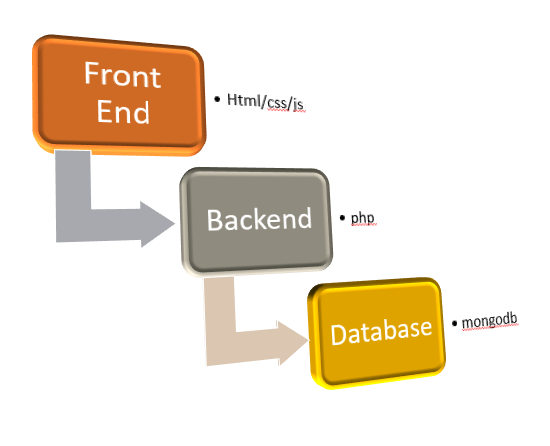 Front
End
• Html/css/js
Backend
• php
Database
• mongodb